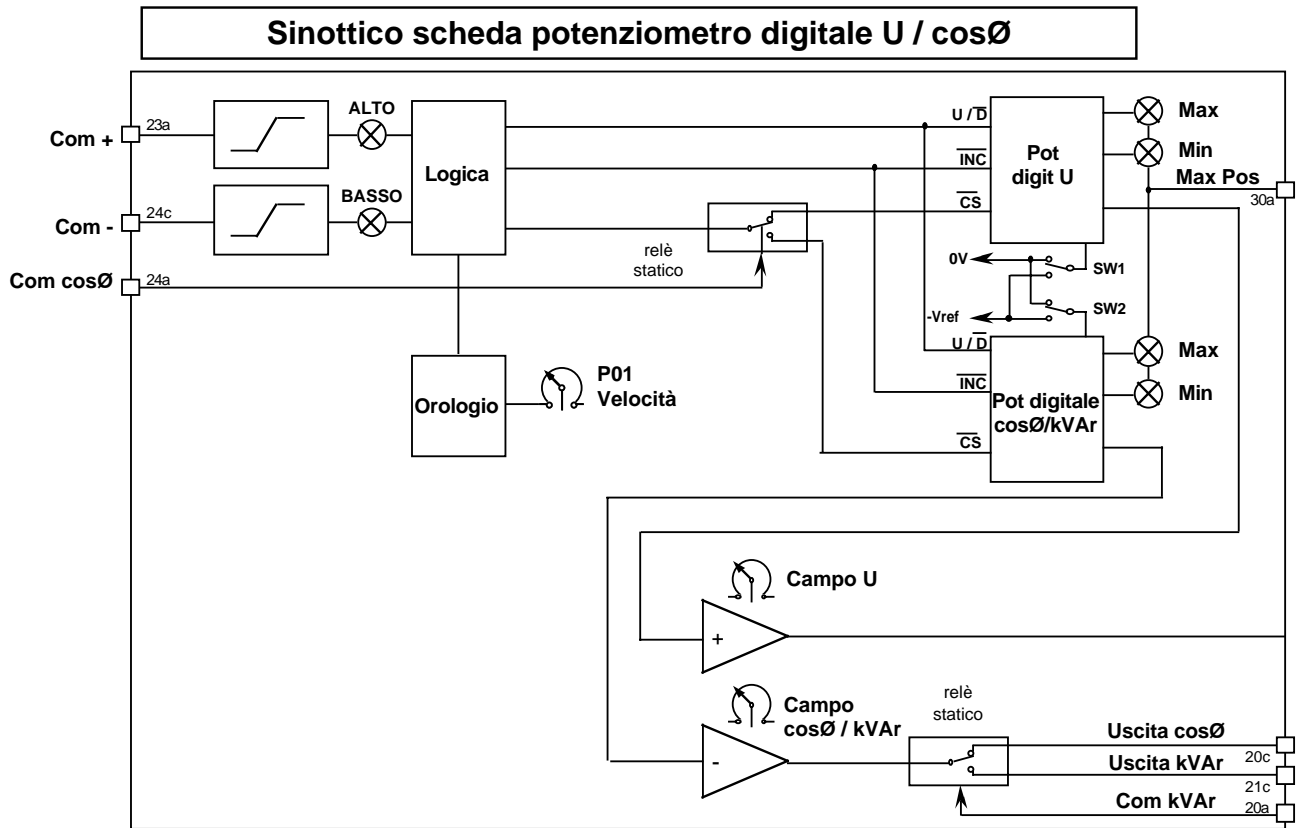 Sinottico scheda potenziometro digitale U / cosØ
Com +
23a
ALTO
Com -
24c
BASSO
Com cosØ
24a
Logica
Orologio
P01
Velocità
relè
statico
U / D
INC
CS
Pot
digit U
Max
Min
Max Pos
30a
0V
SW1
-Vref
SW2
U / D
INC
CS
Pot digitale
cosØ/kVAr
Max
Min
Campo U
+
Campo
cosØ / kVAr
-
relè
statico
Uscita cosØ
20c
Uscita kVAr
21c
Com kVAr
20a